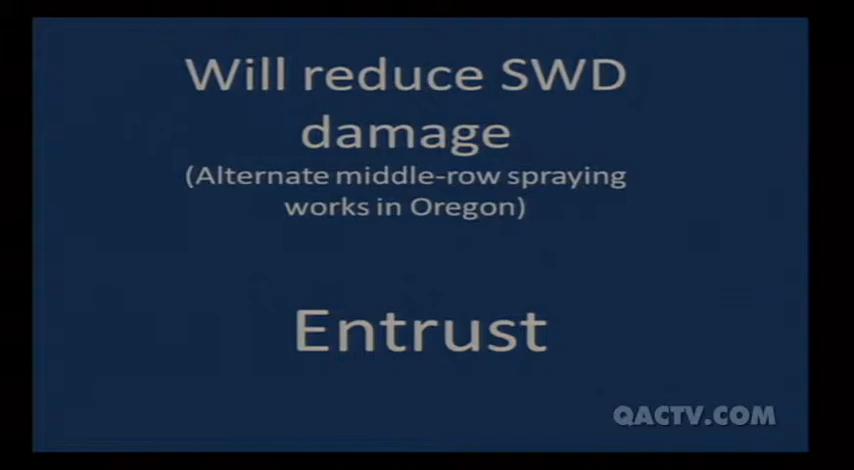 Will reduce SWD
damage
(Alternate middle-row spraying
works in Oregon)
Entrust
QACTV.COM